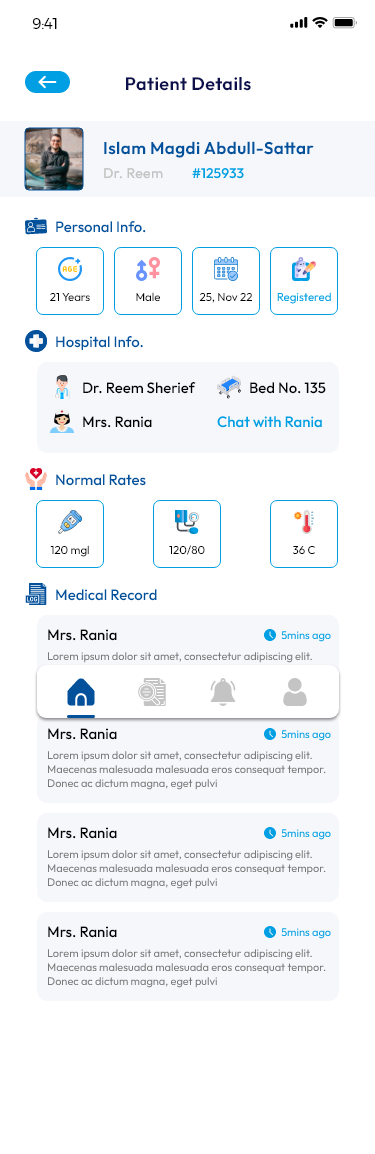 9:41
Patient Details
Islam Magdi Abdull-Sattar
Dr. Reem #125933
Personal Info.
AGE
21 Years Male 25, Nov 22 Registered
Hospital Info.
Dr. Reem Sherief Bed No. 135
Mrs. Rania Chat with Rania
Normal Rates
120 mgl 120/80 36 C
LOG
Medical Record
Mrs. Rania 5mins ago
Lorem ipsum dolor sit amet, consectetur adipiscing elit.
Mrs. Rania 5mins ago
Lorem ipsum dolor sit amet, consectetur adipiscing elit.
Maecenas malesuada malesuada eros consequat tempor.
Donec ac dictum magna, eget pulvi
Mrs. Rania 5mins ago
Lorem ipsum dolor sit amet, consectetur adipiscing elit.
Maecenas malesuada malesuada eros consequat tempor.
Donec ac dictum magna, eget pulvi
Mrs. Rania 5mins ago
Lorem ipsum dolor sit amet, consectetur adipiscing elit.
Maecenas malesuada malesuada eros consequat tempor.
Donec ac dictum magna, eget pulvi